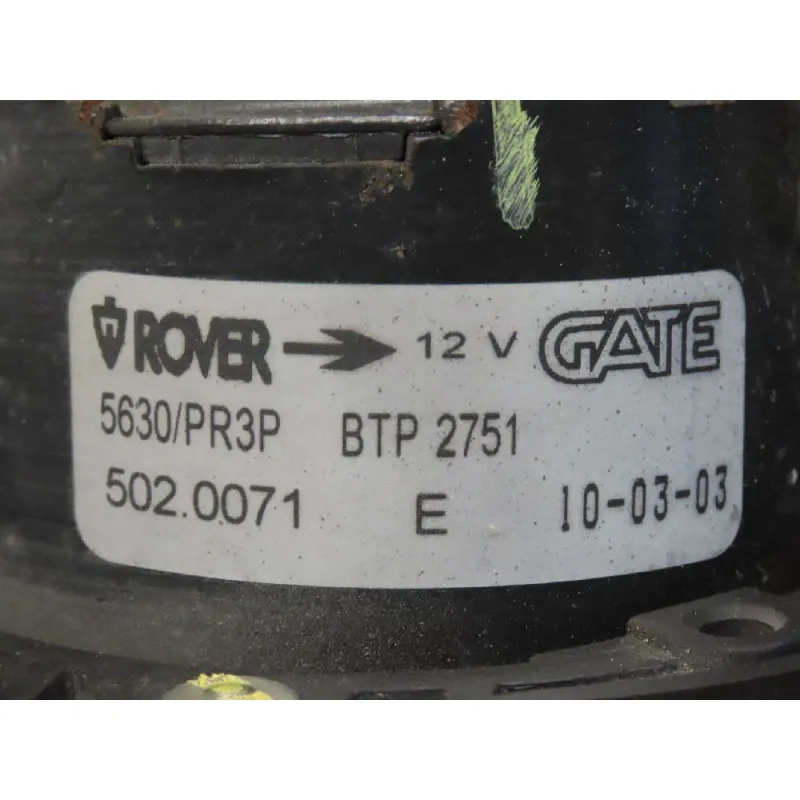 ROVER → 12 V GATE
5630/PR3P BTP 2751
502.0071 E 10-03-03